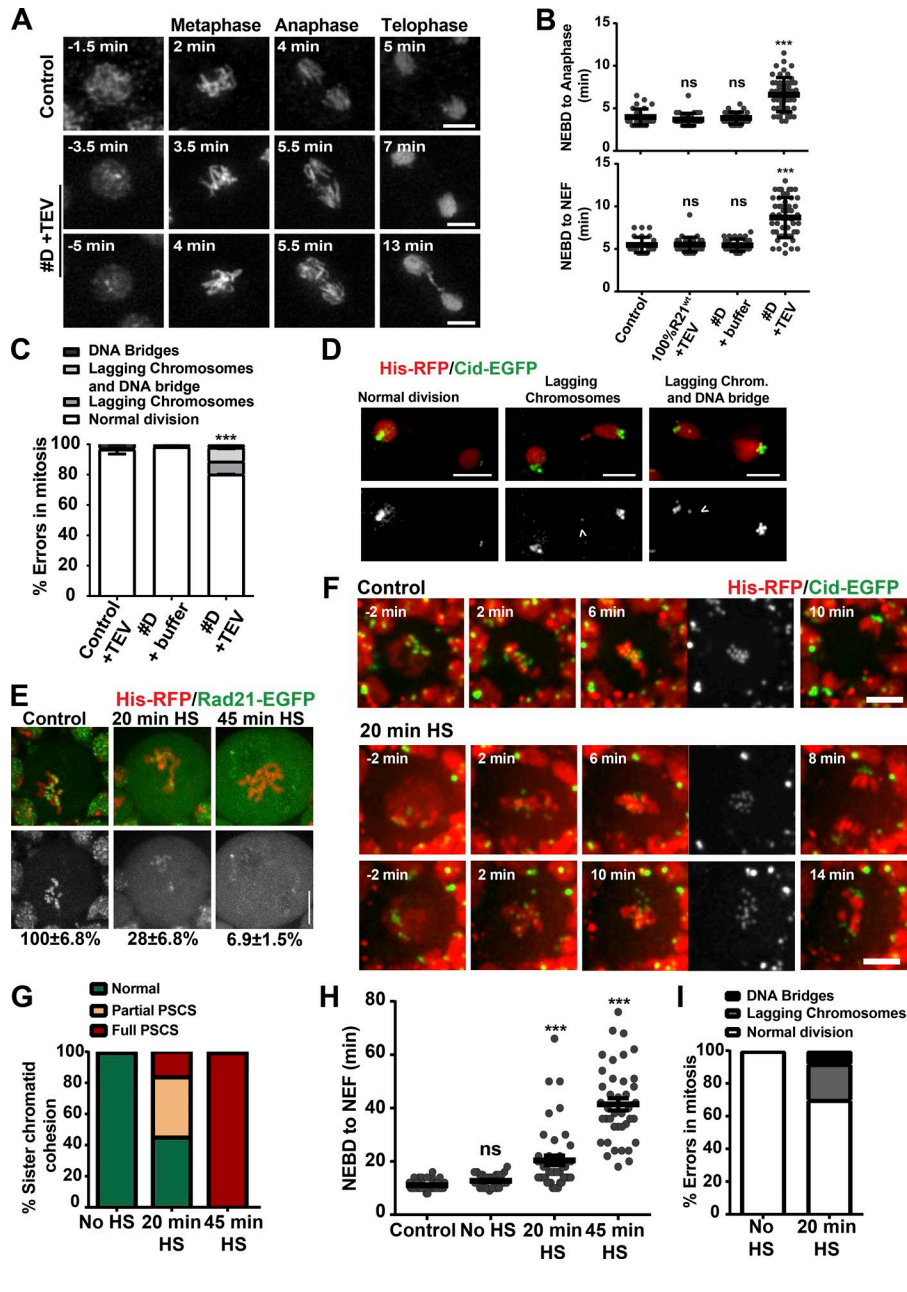 A
Metaphase Anaphase Telophase
Control
-1.5 min 2 min 4 min 5 min
#D +TEV
-3.5 min 3.5 min 5.5 min 7 min
-5 min 4 min 5.5 min 13 min
B
NEBD to Anaphase
(min)
15
10
5
0
ns ns ***
NEBD to NEF
(min)
15
10
5
0
ns ns ***
Control
100%R21wt
+TEV
#D
+ buffer
#D
+TEV
C
DNA Bridges
Lagging Chromosomes
and DNA bridge
Lagging Chromosomes
Normal division
% Errors in mitosis
100
80
60
40
20
0
***
Control
+TEV
#D
+ buffer
#D
+TEV
D
His-RFP/Cid-EGFP
Normal division
Lagging
Chromosomes
Lagging Chrom.
and DNA bridge
E
His-RFP/Rad21-EGFP
Control 20 min HS 45 min HS
100±6.8% 28±6.8% 6.9±1.5%
F
Control His-RFP/Cid-EGFP
-2 min 2 min 6 min 10 min
20 min HS
-2 min 2 min 6 min 8 min
-2 min 2 min 10 min 14 min
G
Normal
Partial PSCS
Full PSCS
% Sister chromatid
cohesion
100
80
60
40
20
0
No HS 20 min
HS
45 min
HS
H
NEBD to NEF (min)
80
60
40
20
0
ns *** ***
Control No HS 20 min
HS
45 min
HS
I
DNA Bridges
Lagging Chromosomes
Normal division
% Errors in mitosis
100
80
60
40
20
0
No
HS
20 min
HS